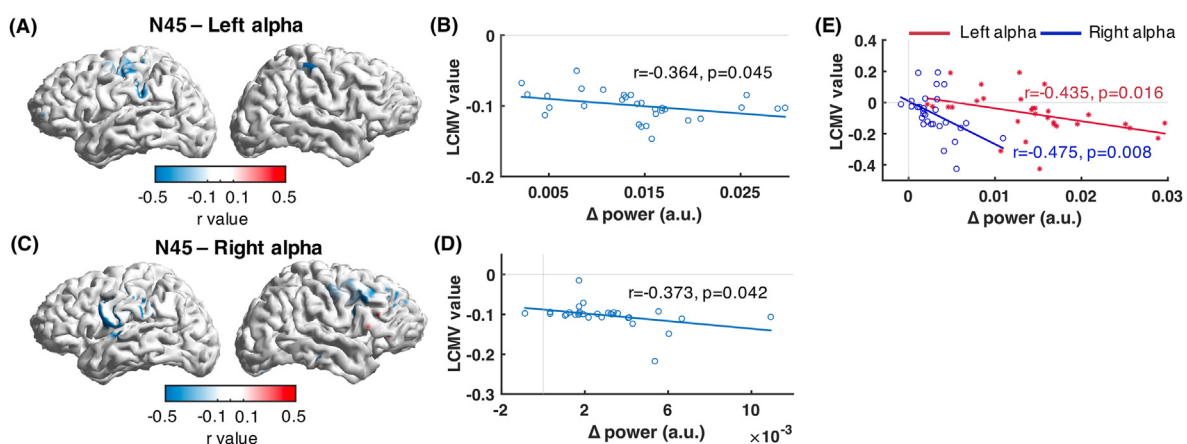 (A)
N45 – Left alpha
-0.5 -0.1 0.1 0.5
r value
(B)
LCMV value
0
-0.1
-0.2
r=-0.364, p=0.045
0.005 0.015 0.025
Δ power (a.u.)
(C)
N45 – Right alpha
-0.5 -0.1 0.1 0.5
r value
(D)
LCMV value
0
-0.1
-0.2
-0.3
r=-0.373, p=0.042
-2 2 6 10
×10-3
Δ power (a.u.)
(E)
Left alpha Right alpha
LCMV value
0.4
0.2
0
-0.2
-0.4
r=-0.435, p=0.016
r=-0.475, p=0.008
0 0.01 0.02 0.03
Δ power (a.u.)